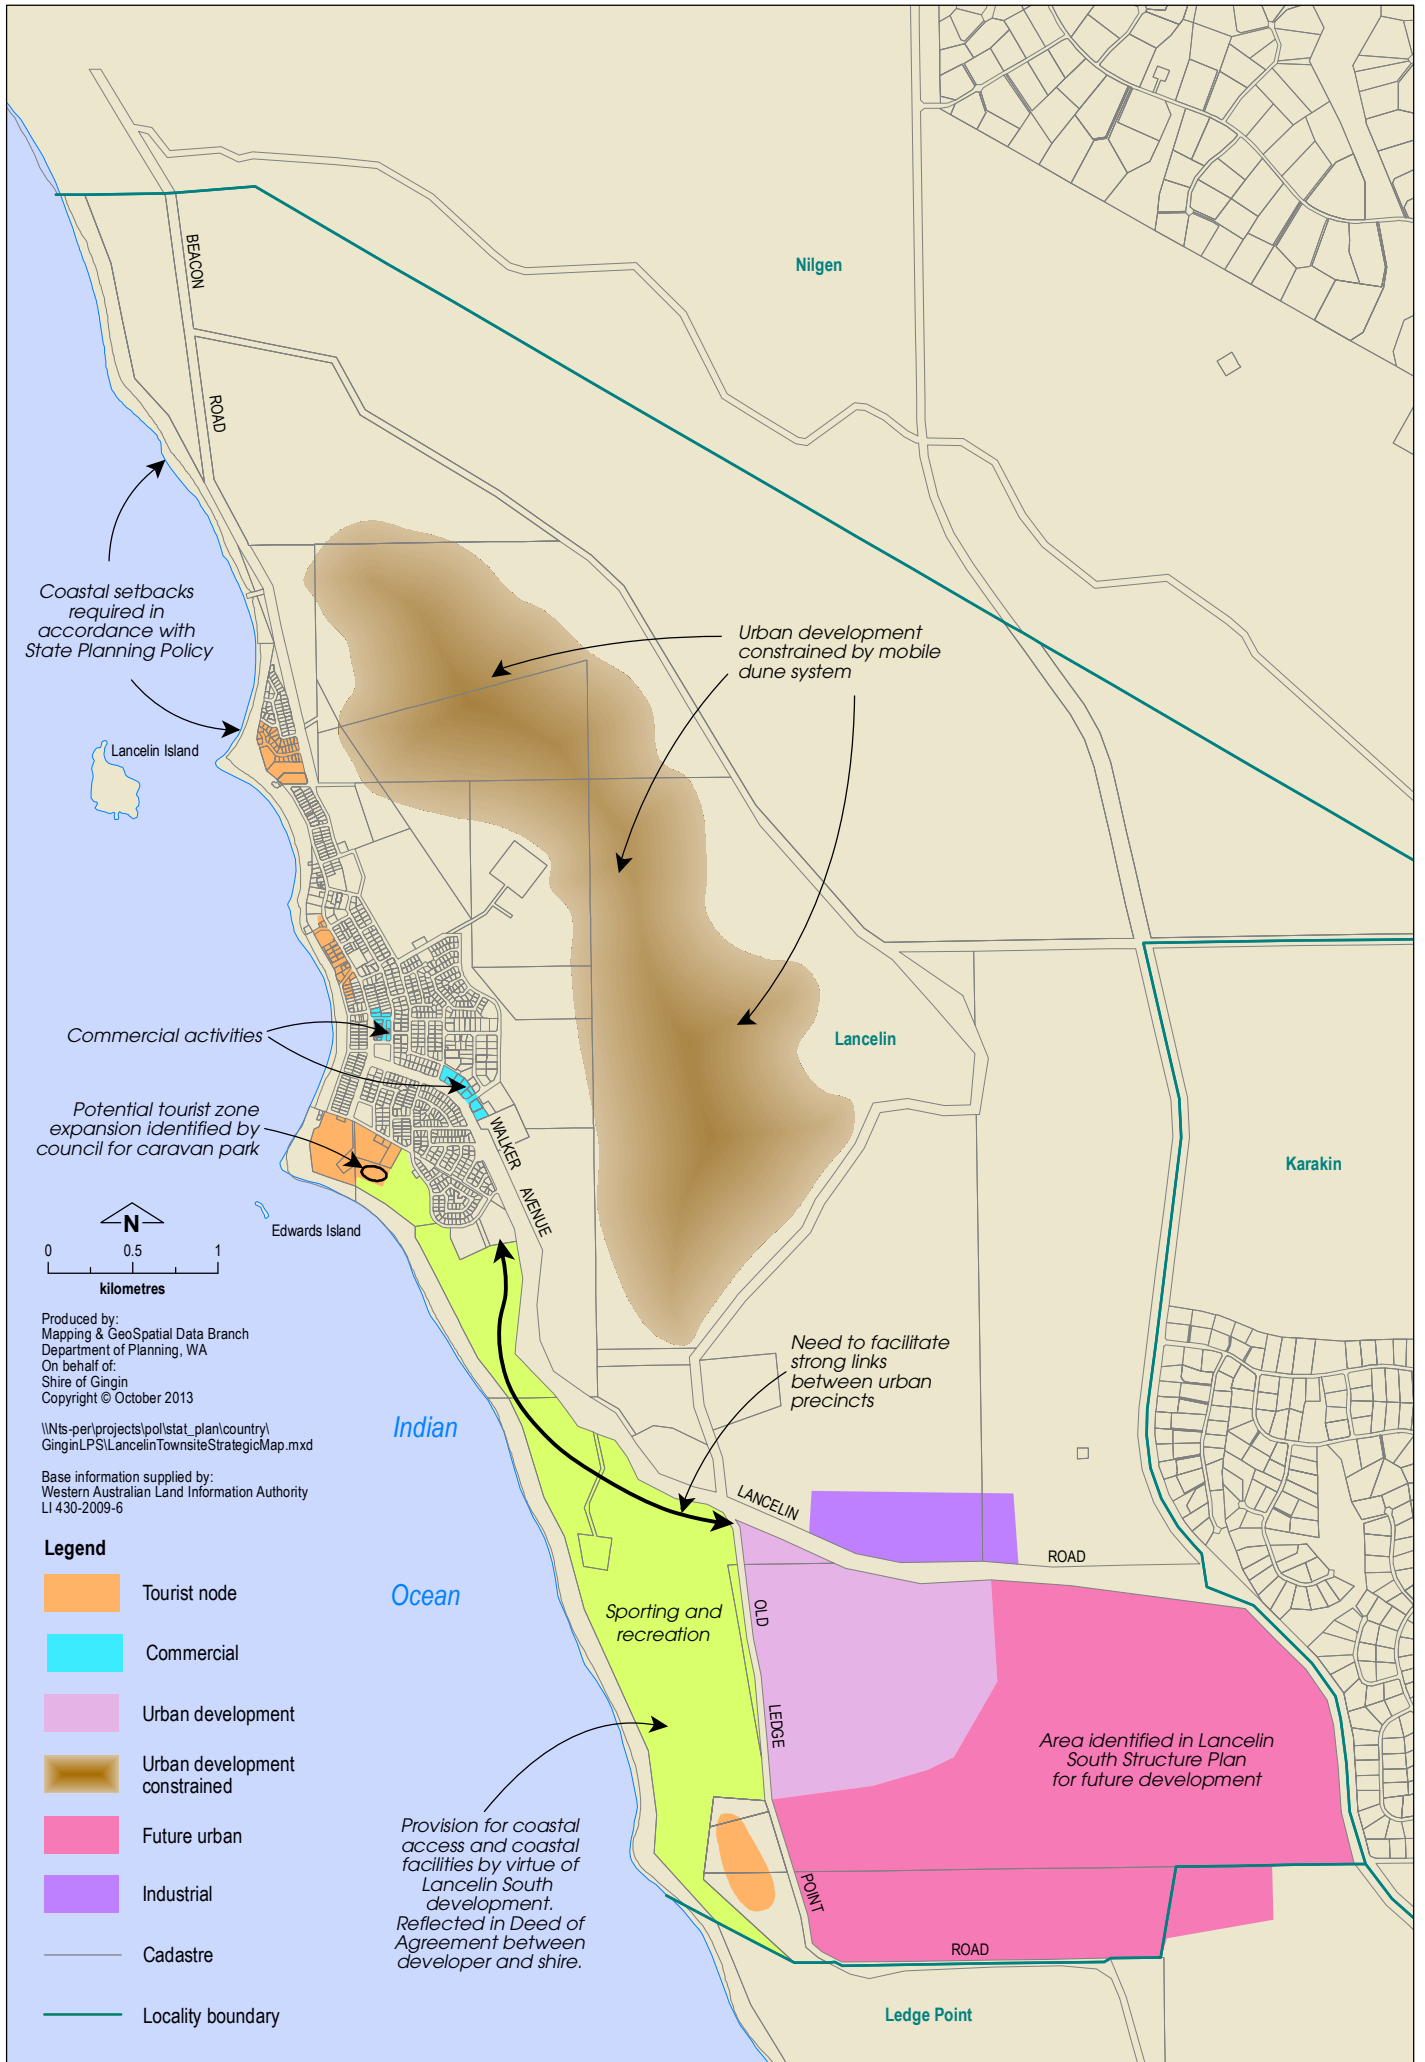 Nilgen
BEACON
ROAD
Coastal setbacks
required in
accordance with
State Planning Policy
Urban development
constrained by mobile
dune system
Lancelin Island
Commercial activities
Lancelin
Potential tourist zone
expansion identified by
council for caravan park
WALKER
AVENUE
Karakin
Edwards Island
N
0 0.5 1
kilometres
Produced by:
Mapping & GeoSpatial Data Branch
Department of Planning, WA
On behalf of:
Shire of Gingin
Copyright © October 2013
\\Nts-per\projects\pol\stat_plan\country\
GinginLPS\LancelinTownsiteStrategicMap.mxd
Base information supplied by:
Western Australian Land Information Authority
LI 430-2009-6
Need to facilitate
strong links
between urban
precincts
Indian
Ocean
LANCELIN
ROAD
Sporting and
recreation
OLD
LEDGE
POINT
ROAD
Area identified in Lancelin
South Structure Plan
for future development
Provision for coastal
access and coastal
facilities by virtue of
Lancelin South
development.
Reflected in Deed of
Agreement between
developer and shire.
Ledge Point
Legend
Tourist node
Commercial
Urban development
Urban development
constrained
Future urban
Industrial
Cadastre
Locality boundary